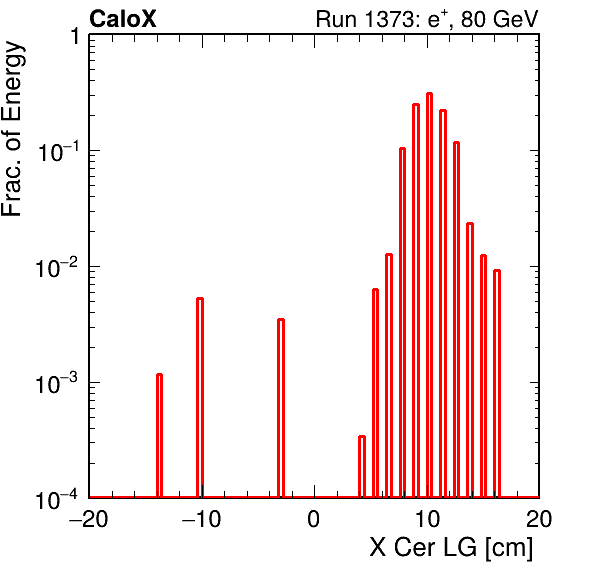 CaloX Run 1373: e⁺, 80 GeV
Frac. of Energy
1
10⁻¹
10⁻²
10⁻³
10⁻⁴
−20 −10 0 10 20
X Cer LG [cm]